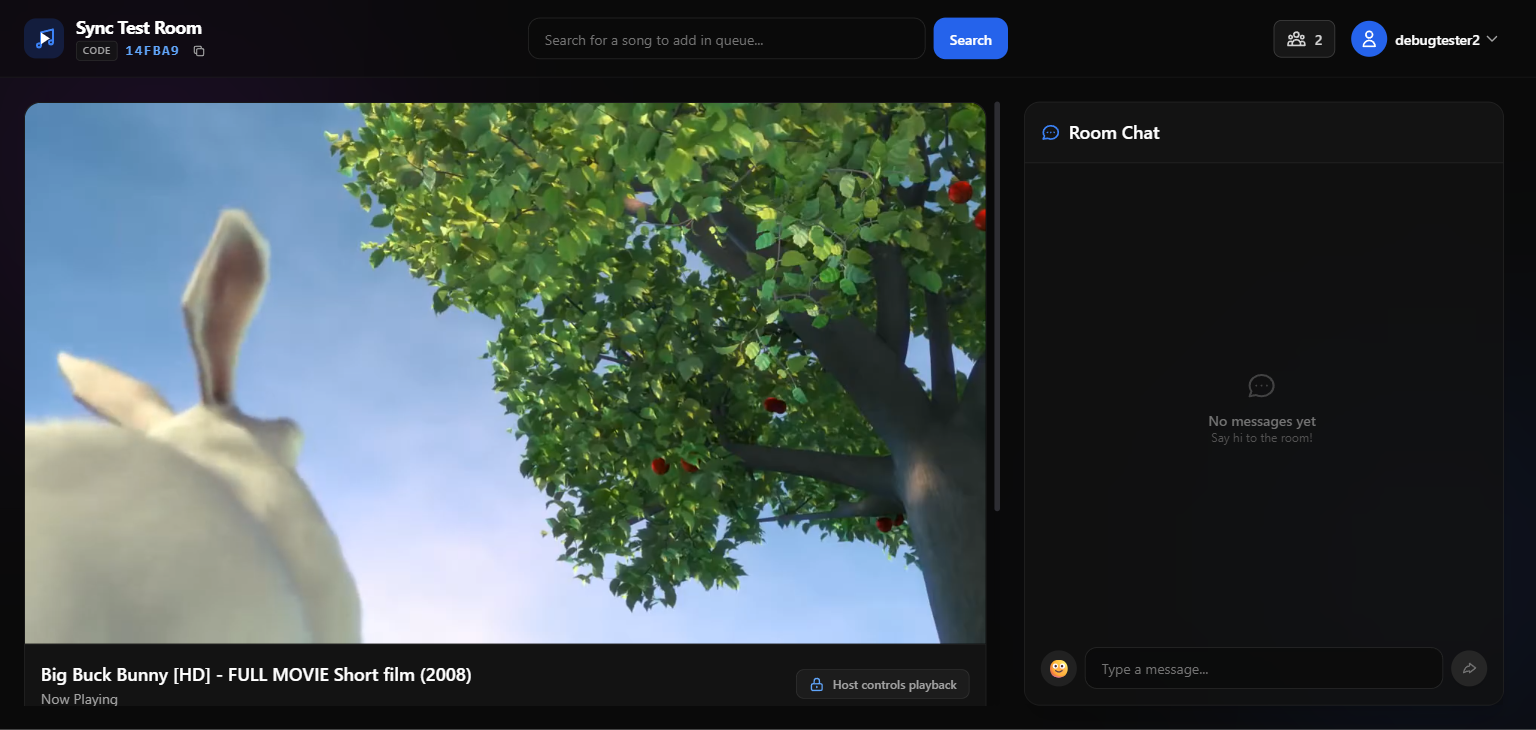 Sync Test Room
CODE 14FBA9
Search for a song to add in queue...
Search
2
debugtester2
Room Chat
No messages yet
Say hi to the room!
Big Buck Bunny [HD] - FULL MOVIE Short film (2008)
Now Playing
Host controls playback
Type a message...